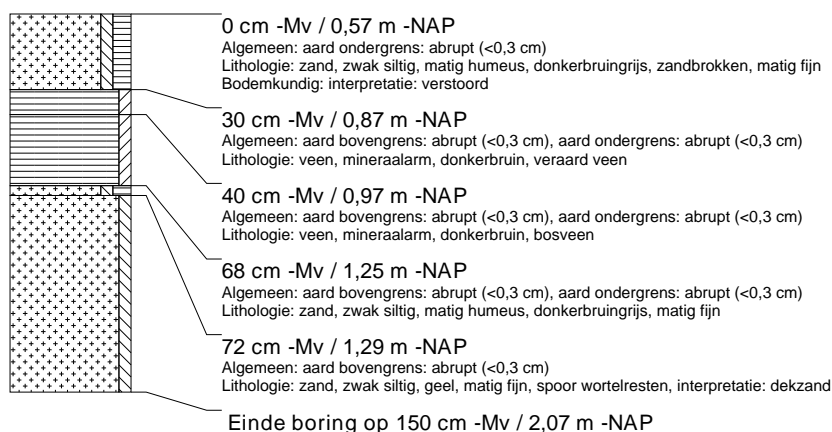 0 cm -Mv / 0,57 m -NAP
Algemeen: aard ondergrens: abrupt (<0,3 cm)
Lithologie: zand, zwak siltig, matig humeus, donkerbruingrijs, zandbrokken, matig fijn
Bodemkundig: interpretatie: verstoord
30 cm -Mv / 0,87 m -NAP
Algemeen: aard bovengrens: abrupt (<0,3 cm), aard ondergrens: abrupt (<0,3 cm)
Lithologie: veen, mineraalarm, donkerbruin, veraard veen
40 cm -Mv / 0,97 m -NAP
Algemeen: aard bovengrens: abrupt (<0,3 cm), aard ondergrens: abrupt (<0,3 cm)
Lithologie: veen, mineraalarm, donkerbruin, bosveen
68 cm -Mv / 1,25 m -NAP
Algemeen: aard bovengrens: abrupt (<0,3 cm), aard ondergrens: abrupt (<0,3 cm)
Lithologie: zand, zwak siltig, matig humeus, donkerbruingrijs, matig fijn
72 cm -Mv / 1,29 m -NAP
Algemeen: aard bovengrens: abrupt (<0,3 cm)
Lithologie: zand, zwak siltig, geel, matig fijn, spoor wortelresten, interpretatie: dekzand
Einde boring op 150 cm -Mv / 2,07 m -NAP